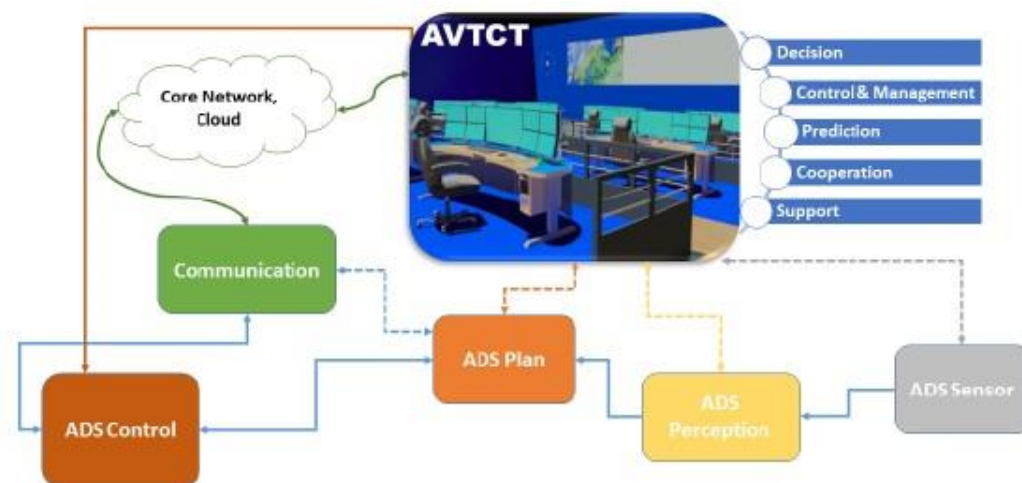 AVTCT
Core Network,
Cloud
Decision
Control & Management
Prediction
Cooperation
Support
Communication
ADS Plan
ADS Control
ADS
Perception
ADS Sensor